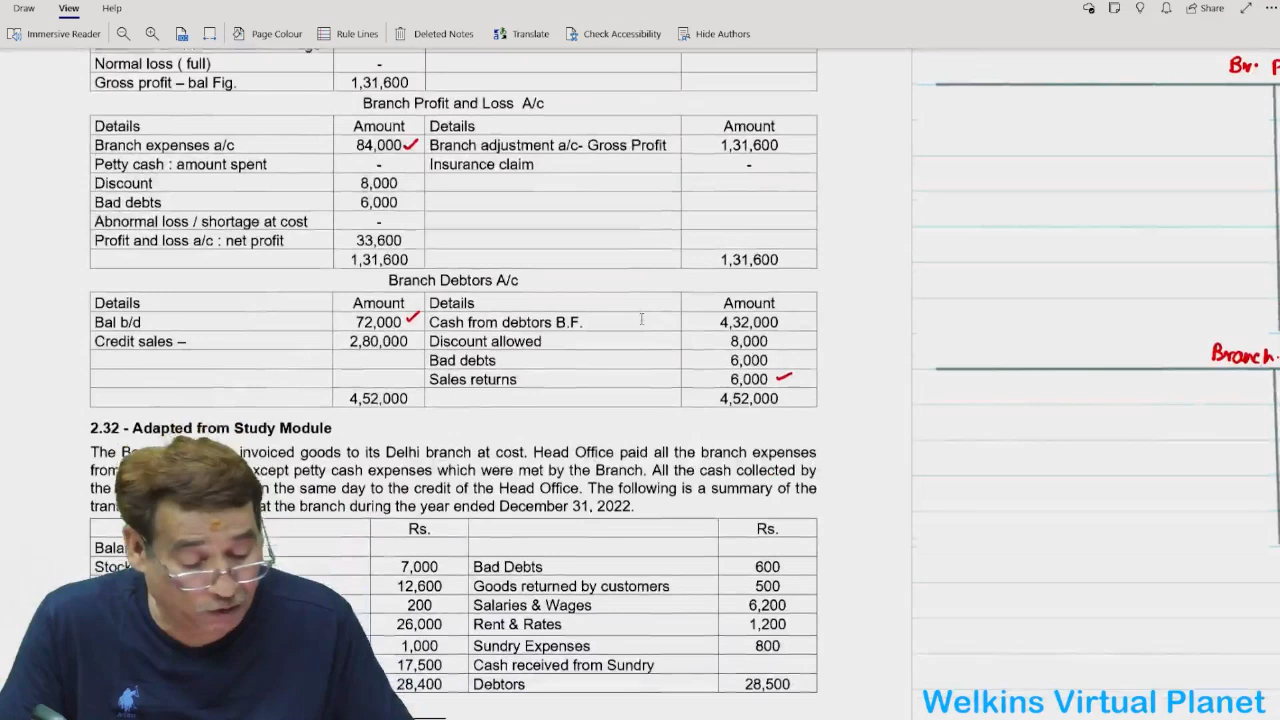 Draw View Help
Immersive Reader Page Colour Rule Lines Deleted Notes Translate Check Accessibility Hide Authors Share
Normal loss ( full) -
Gross profit – bal Fig. 1,31,600
Branch Profit and Loss A/c
Details Amount Details Amount
Branch expenses a/c 84,000 Branch adjustment a/c- Gross Profit 1,31,600
Petty cash : amount spent - Insurance claim -
Discount 8,000
Bad debts 6,000
Abnormal loss / shortage at cost -
Profit and loss a/c : net profit 33,600
1,31,600 1,31,600
Branch Debtors A/c
Details Amount Details Amount
Bal b/d 72,000 Cash from debtors B.F. 4,32,000
Credit sales – 2,80,000 Discount allowed 8,000
Bad debts 6,000
Sales returns 6,000
4,52,000 4,52,000
2.32 - Adapted from Study Module
The invoiced goods to its Delhi branch at cost. Head Office paid all the branch expenses
from except petty cash expenses which were met by the Branch. All the cash collected by
the the same day to the credit of the Head Office. The following is a summary of the
at the branch during the year ended December 31, 2022.
Rs. Rs.
7,000 Bad Debts 600
12,600 Goods returned by customers 500
200 Salaries & Wages 6,200
26,000 Rent & Rates 1,200
1,000 Sundry Expenses 800
17,500 Cash received from Sundry
28,400 Debtors 28,500
Br.
Branch
Welkins Virtual Planet